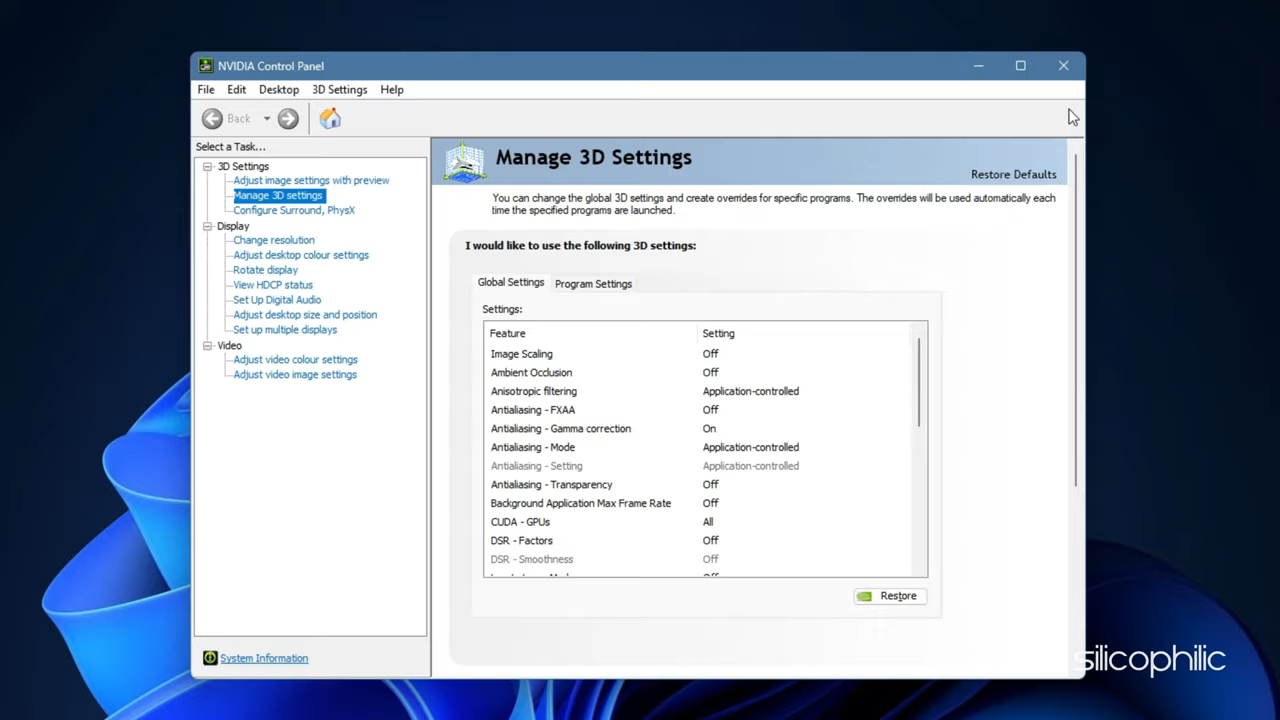 NVIDIA Control Panel
File Edit Desktop 3D Settings Help
Back
Select a Task...
3D Settings
Adjust image settings with preview
Manage 3D settings
Configure Surround, PhysX
Display
Change resolution
Adjust desktop colour settings
Rotate display
View HDCP status
Set Up Digital Audio
Adjust desktop size and position
Set up multiple displays
Video
Adjust video colour settings
Adjust video image settings
System Information
Manage 3D Settings
Restore Defaults
You can change the global 3D settings and create overrides for specific programs. The overrides will be used automatically each
time the specified programs are launched.
I would like to use the following 3D settings:
Global Settings Program Settings
Settings:
Feature Setting
Image Scaling Off
Ambient Occlusion Off
Anisotropic filtering Application-controlled
Antialiasing - FXAA Off
Antialiasing - Gamma correction On
Antialiasing - Mode Application-controlled
Antialiasing - Setting Application-controlled
Antialiasing - Transparency Off
Background Application Max Frame Rate Off
CUDA - GPUs All
DSR - Factors Off
DSR - Smoothness Off
Restore
silicophilic